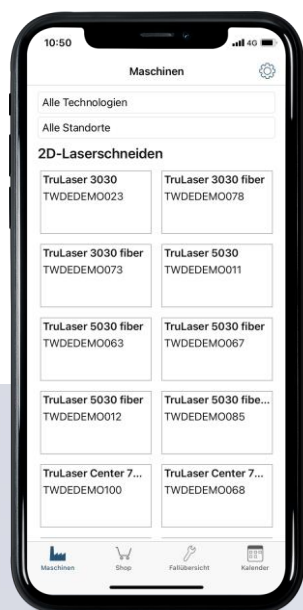 10:50
4G
Maschinen
Alle Technologien
Alle Standorte
2D-Laserschneiden
TruLaser 3030
TWDEDEMO023
TruLaser 3030 fiber
TWDEDEMO078
TruLaser 3030 fiber
TWDEDEMO073
TruLaser 5030
TWDEDEMO011
TruLaser 5030 fiber
TWDEDEMO063
TruLaser 5030 fiber
TWDEDEMO067
TruLaser 5030 fiber
TWDEDEMO012
TruLaser 5030 fibe...
TWDEDEMO085
TruLaser Center 7...
TWDEDEMO100
TruLaser Center 7...
TWDEDEMO068
Maschinen
Shop
Fallübersicht
Kalender